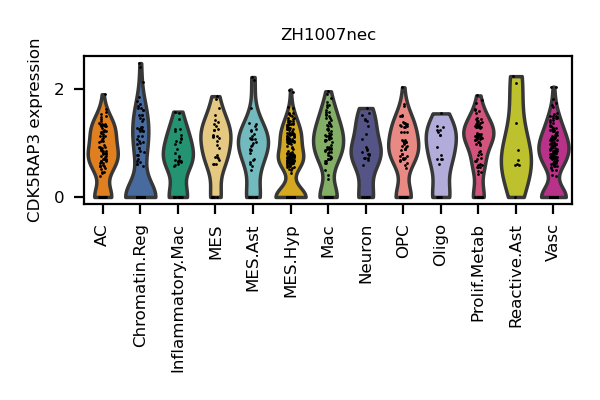 ZH1007nec
CDK5RAP3 expression
2
0
AC
Chromatin.Reg
Inflammatory.Mac
MES
MES.Ast
MES.Hyp
Mac
Neuron
OPC
Oligo
Prolif.Metab
Reactive.Ast
Vasc